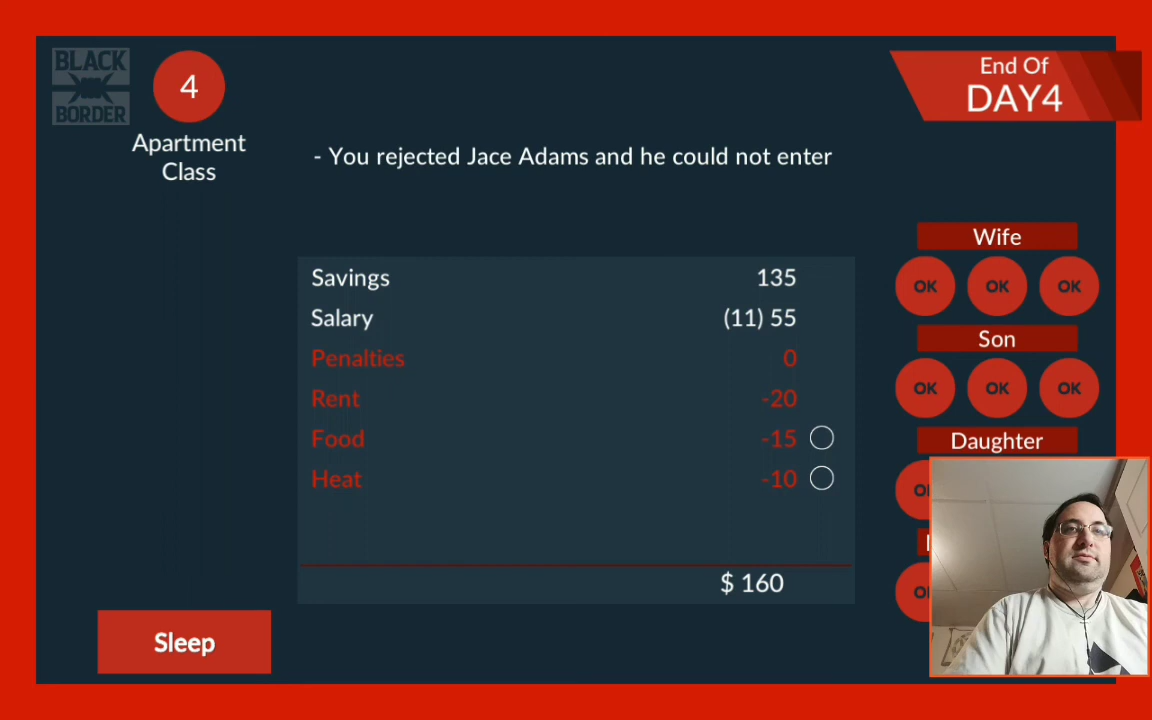 BLACK
BORDER
4
Apartment
Class
End Of
DAY4
- You rejected Jace Adams and he could not enter
Savings 135
Salary (11) 55
Penalties 0
Rent -20
Food -15
Heat -10
$ 160
Sleep
Wife
OK OK OK
Son
OK OK OK
Daughter